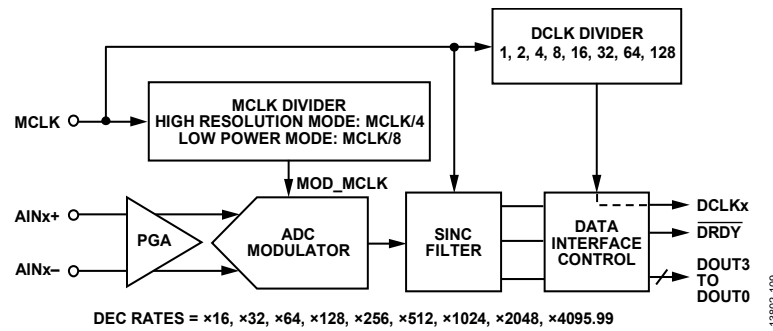 DCLK DIVIDER
1, 2, 4, 8, 16, 32, 64, 128
MCLK
MCLK DIVIDER
HIGH RESOLUTION MODE: MCLK/4
LOW POWER MODE: MCLK/8
MOD_MCLK
AINx+
AINx–
PGA
ADC
MODULATOR
SINC
FILTER
DATA
INTERFACE
CONTROL
DCLKx
DRDY
DOUT3
TO
DOUT0
DEC RATES = ×16, ×32, ×64, ×128, ×256, ×512, ×1024, ×2048, ×4095.99